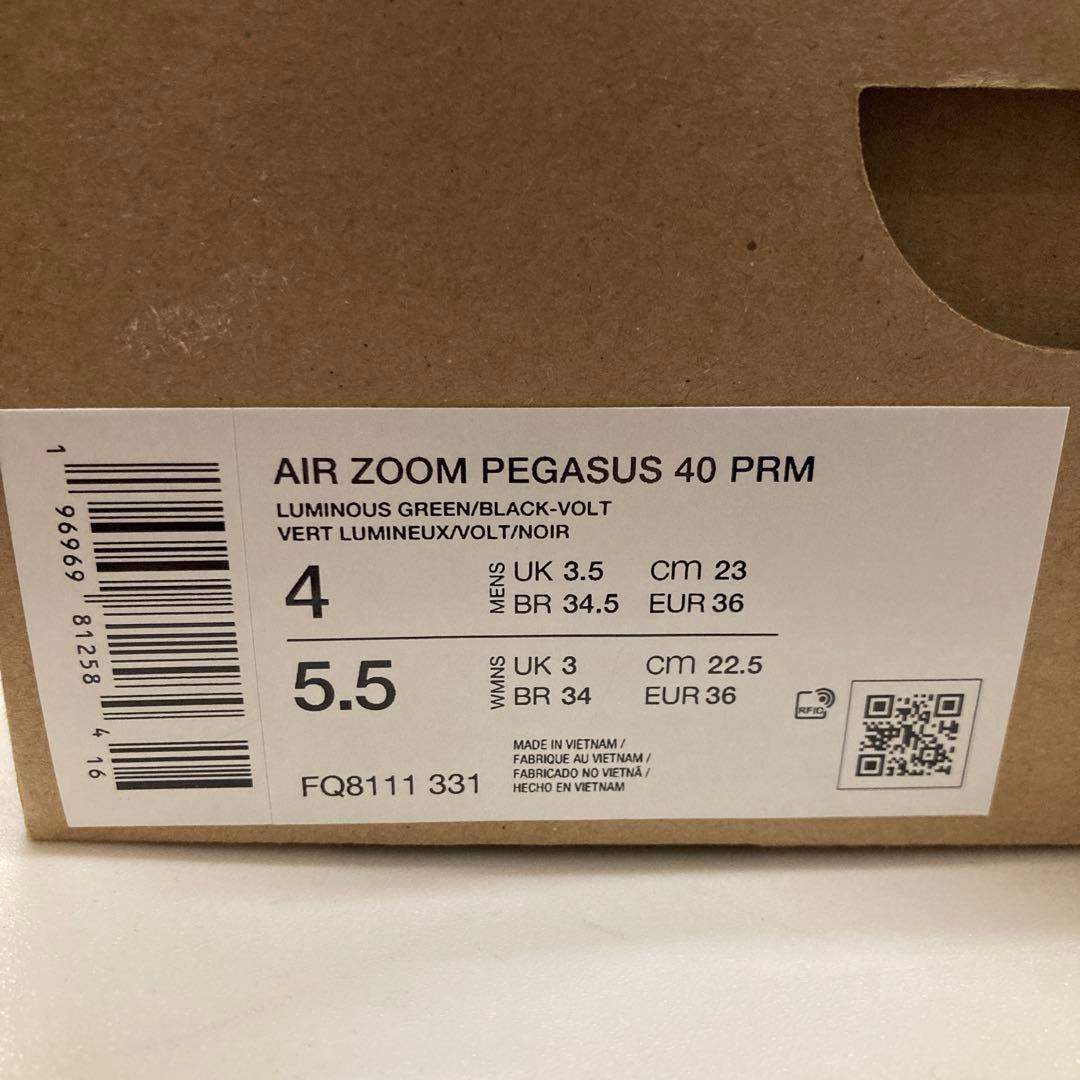 AIR ZOOM PEGASUS 40 PRM
LUMINOUS GREEN/BLACK-VOLT
VERT LUMINEUX/VOLT/NOIR
4 MENS UK 3.5 cm 23
BR 34.5 EUR 36
5.5 WMNS UK 3 cm 22.5
BR 34 EUR 36
RFID
FQ8111 331
MADE IN VIETNAM /
FABRIQUE AU VIETNAM /
FABRICADO NO VIETNÃ /
HECHO EN VIETNAM
1 96969 81258 4 16